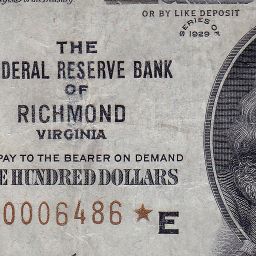 OR BY LIKE DEPOSIT
SERIES OF
1929
THE
EDERAL RESERVE BANK
OF
RICHMOND
VIRGINIA
PAY TO THE BEARER ON DEMAND
E HUNDRED DOLLARS
0006486 ★ E